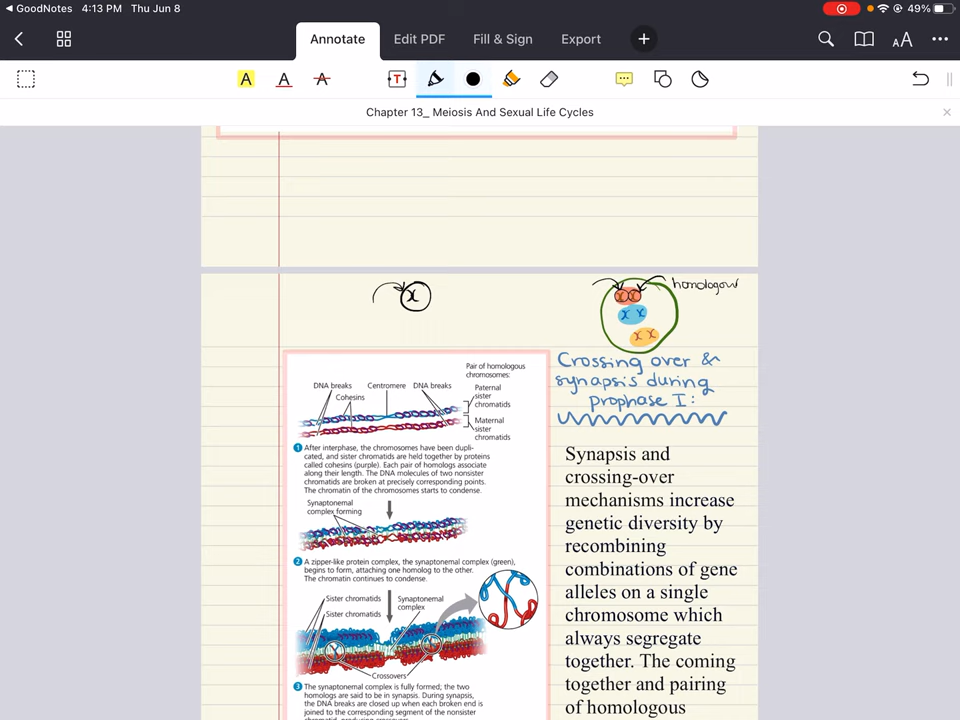 GoodNotes 4:13 PM Thu Jun 8 49%
Annotate Edit PDF Fill & Sign Export
Chapter 13_ Meiosis And Sexual Life Cycles
x
homologous
xx
x x
x x
Crossing over &
synapsis during
prophase I:
Pair of homologous
chromosomes:
DNA breaks Centromere DNA breaks
Cohesins
Paternal
sister
chromatids
Maternal
sister
chromatids
1 After interphase, the chromosomes have been dupli-
cated, and sister chromatids are held together by proteins
called cohesins (purple). Each pair of homologs associate
along their length. The DNA molecules of two nonsister
chromatids are broken at precisely corresponding points.
The chromatin of the chromosomes starts to condense.
Synaptonemal
complex forming
2 A zipper-like protein complex, the synaptonemal complex (green),
begins to form, attaching one homolog to the other.
The chromatin continues to condense.
Sister chromatids
Sister chromatids
Synaptonemal
complex
Crossovers
3 The synaptonemal complex is fully formed; the two
homologs are said to be in synapsis. During synapsis,
the DNA breaks are closed up when each broken end is
joined to the corresponding segment of the nonsister
chromatid, producing crossovers.
Synapsis and
crossing-over
mechanisms increase
genetic diversity by
recombining
combinations of gene
alleles on a single
chromosome which
always segregate
together. The coming
together and pairing
of homologous